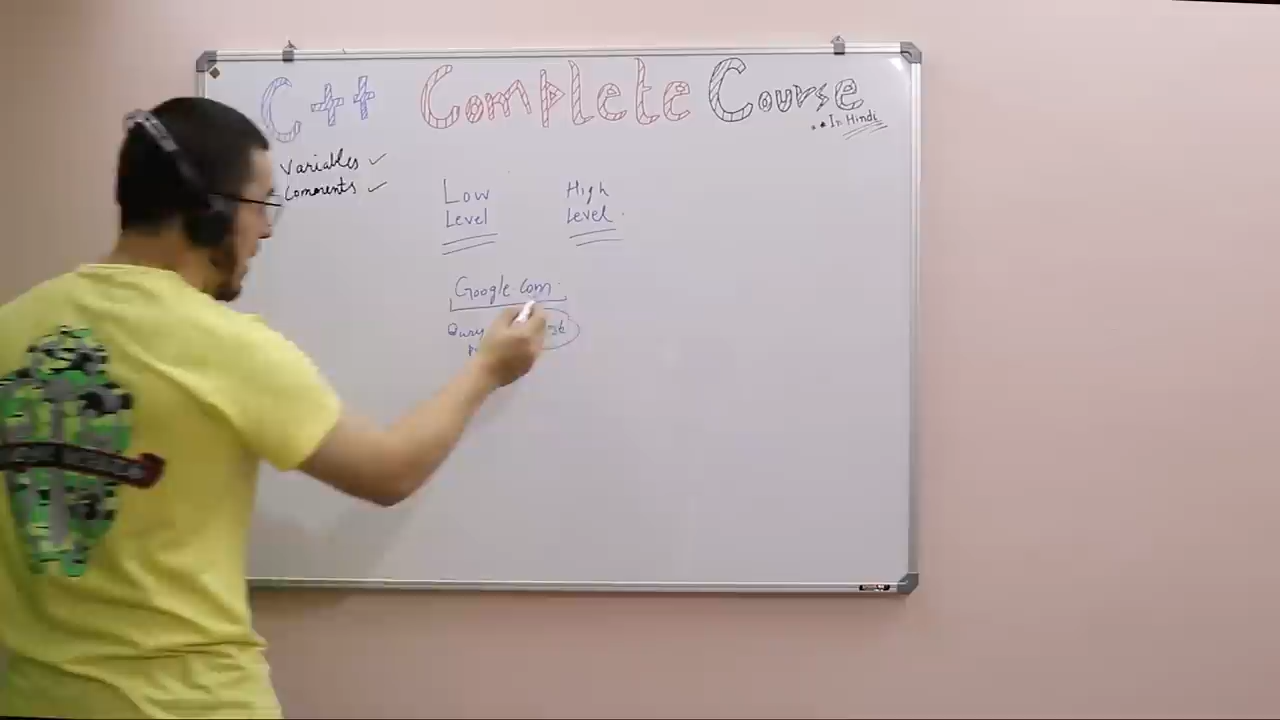 C++ Complete Course
In Hindi
Variables ✓
Comments ✓
Low
Level
High
Level
Google Com